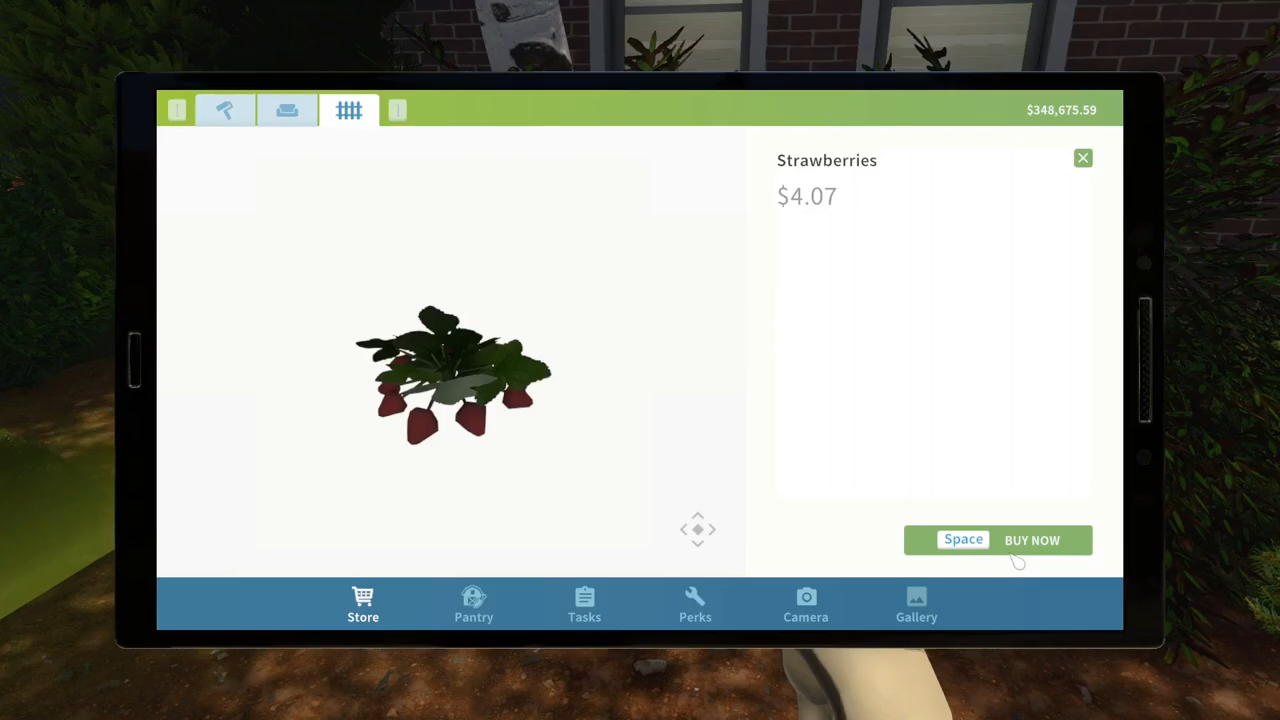 $348,675.59
Strawberries
$4.07
Space BUY NOW
Store Pantry Tasks Perks Camera Gallery